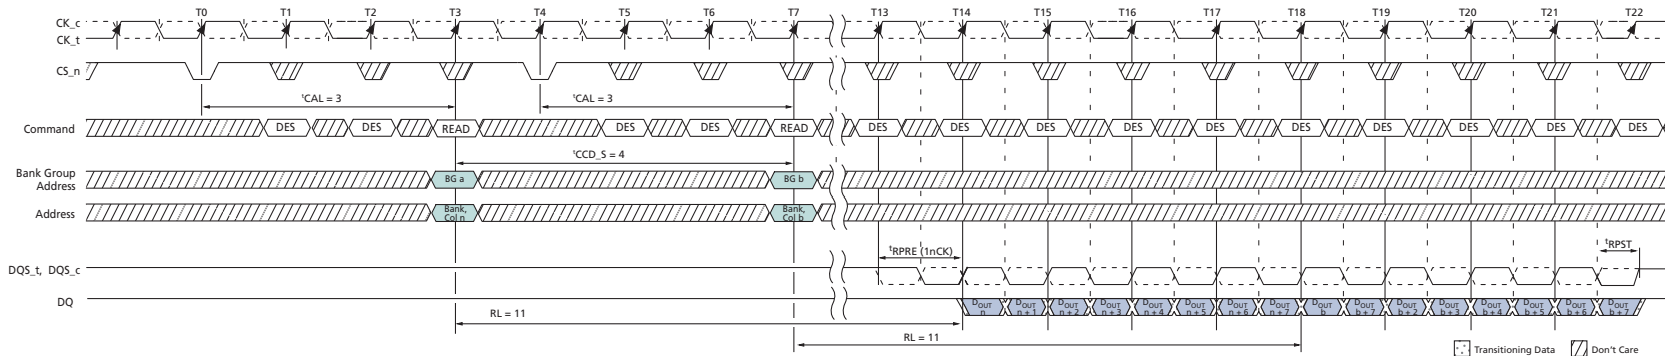 T0 T1 T2 T3 T4 T5 T6 T7 T13 T14 T15 T16 T17 T18 T19 T20 T21 T22
CK_c
CK_t
CS_n
tCAL = 3 tCAL = 3
Command DES DES READ DES DES READ DES DES DES DES DES DES DES DES DES DES
tCCD_S = 4
Bank Group
Address
BG a BG b
Address
Bank,
Col n
Bank,
Col b
tRPRE (1nCK) tRPST
DQS_t, DQS_c
DQ
DOUT
n
DOUT
n + 1
DOUT
n + 2
DOUT
n + 3
DOUT
n + 4
DOUT
n + 5
DOUT
n + 6
DOUT
n + 7
DOUT
b
DOUT
b + 7
DOUT
b + 2
DOUT
b + 3
DOUT
b + 4
DOUT
b + 5
DOUT
b + 6
DOUT
b + 7
RL = 11
RL = 11
Transitioning Data Don't Care